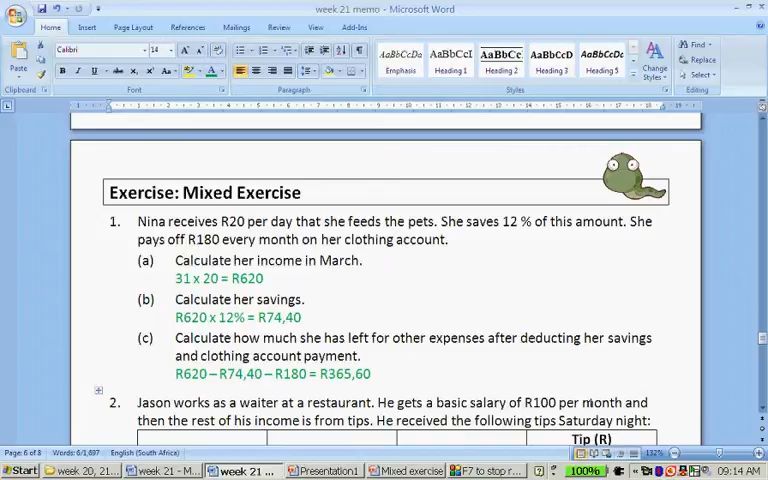 week 21 memo - Microsoft Word
Home Insert Page Layout References Mailings Review View Add-Ins
Paste
Calibri 14
Clipboard Font Paragraph Styles Editing
AaBbCcDc AaBbCcI AaBbCc AaBbCcD AaBbCcDc
Emphasis Heading 1 Heading 2 Heading 3 Heading 5
Change Styles
Find
Replace
Select
Exercise: Mixed Exercise
1. Nina receives R20 per day that she feeds the pets. She saves 12 % of this amount. She
pays off R180 every month on her clothing account.
(a) Calculate her income in March.
31 x 20 = R620
(b) Calculate her savings.
R620 x 12% = R74,40
(c) Calculate how much she has left for other expenses after deducting her savings
and clothing account payment.
R620 – R74,40 – R180 = R365,60
2. Jason works as a waiter at a restaurant. He gets a basic salary of R100 per month and
then the rest of his income is from tips. He received the following tips Saturday night:
Tip (R)
Page: 6 of 8 Words: 6/1,697 English (South Africa) 132%
Start week 20, 21... week 21 - M... week 21 ... Presentation1 Mixed exercise F7 to stop r... 100% 09:14 AM